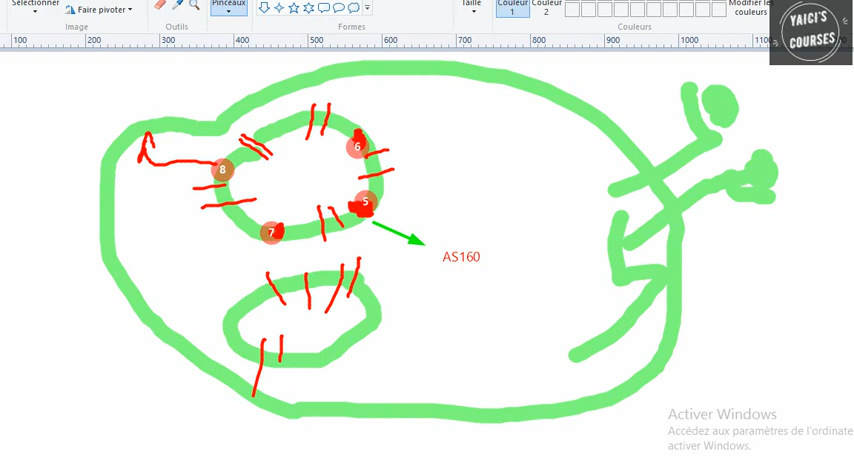 Sélectionner
Faire pivoter
Image
Outils
Pinceaux
Formes
Taille
Couleur
1
Couleur
2
Modifier les
couleurs
Couleurs
YAICI'S
COURSES
100 200 300 400 500 600 700 800 900 1000 1100
6
8
5
7
AS160
Activer Windows
Accédez aux paramètres de l'ordinate
activer Windows.